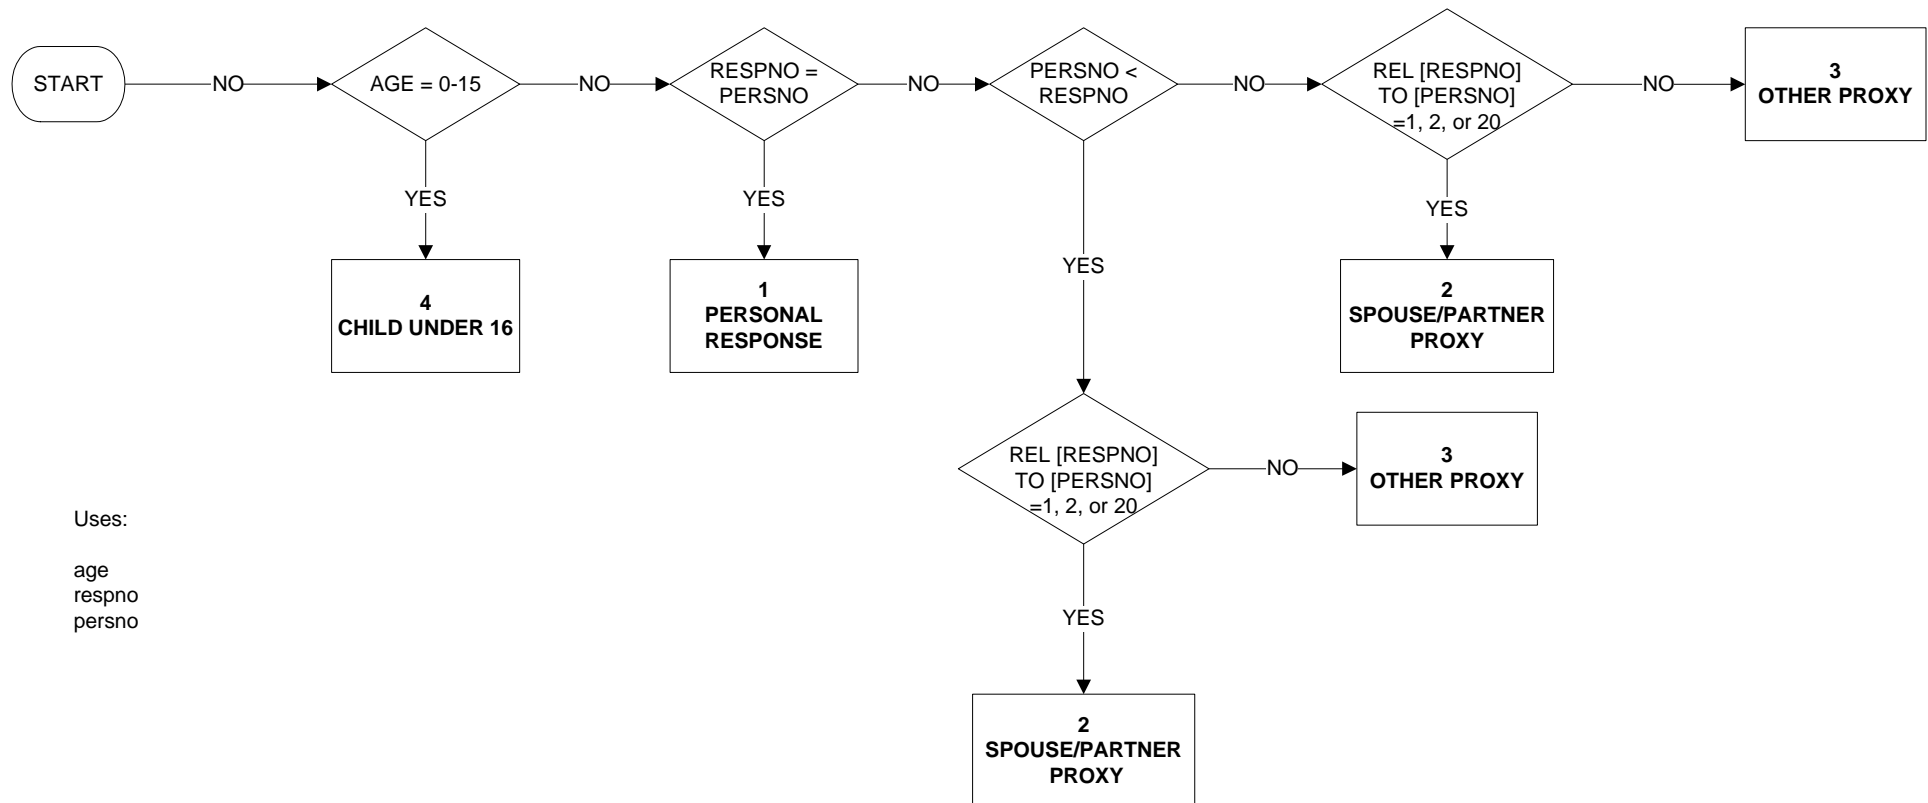 START
NO
AGE = 0-15
NO
RESPNO =
PERSNO
NO
PERSNO <
RESPNO
NO
REL [RESPNO]
TO [PERSNO]
=1, 2, or 20
NO
3
OTHER PROXY
YES
YES
YES
YES
4
CHILD UNDER 16
1
PERSONAL
RESPONSE
2
SPOUSE/PARTNER
PROXY
REL [RESPNO]
TO [PERSNO]
=1, 2, or 20
NO
3
OTHER PROXY
YES
2
SPOUSE/PARTNER
PROXY
Uses:
age
respno
persno